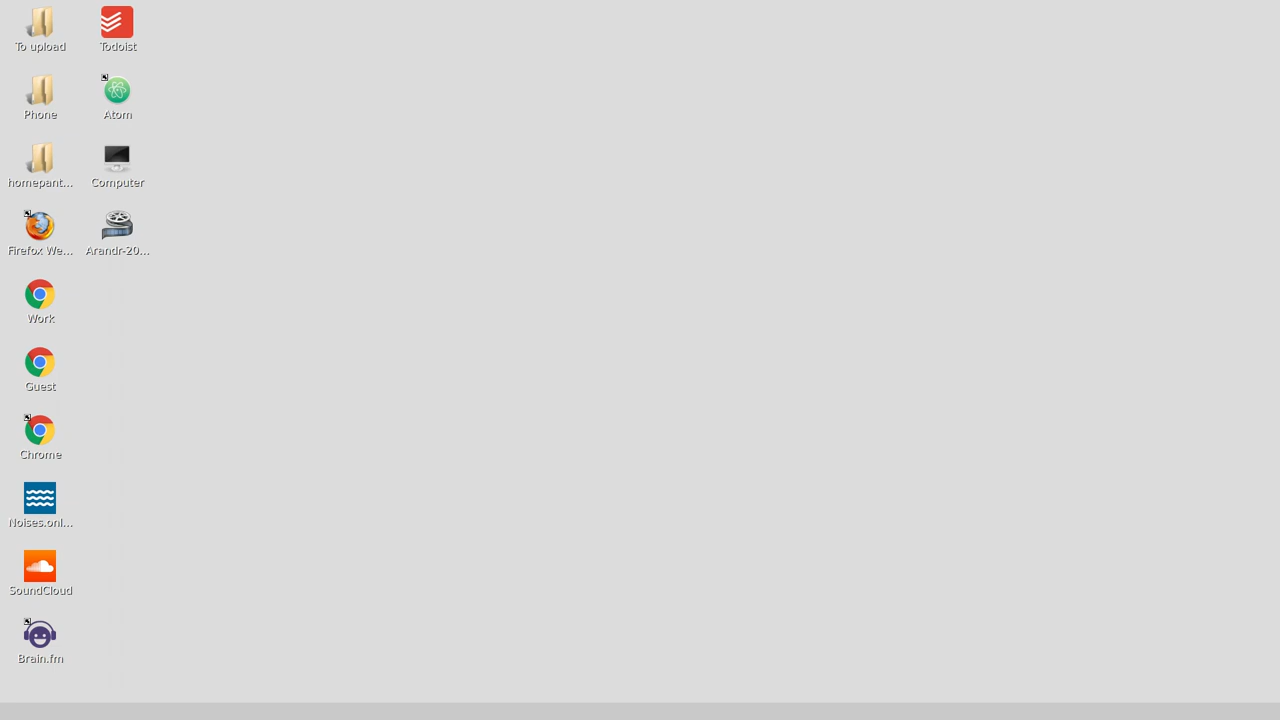 To upload
Phone
homepant...
Firefox We...
Work
Guest
Chrome
Noises.onl...
SoundCloud
Brain.fm
Todoist
Atom
Computer
Arandr-20...